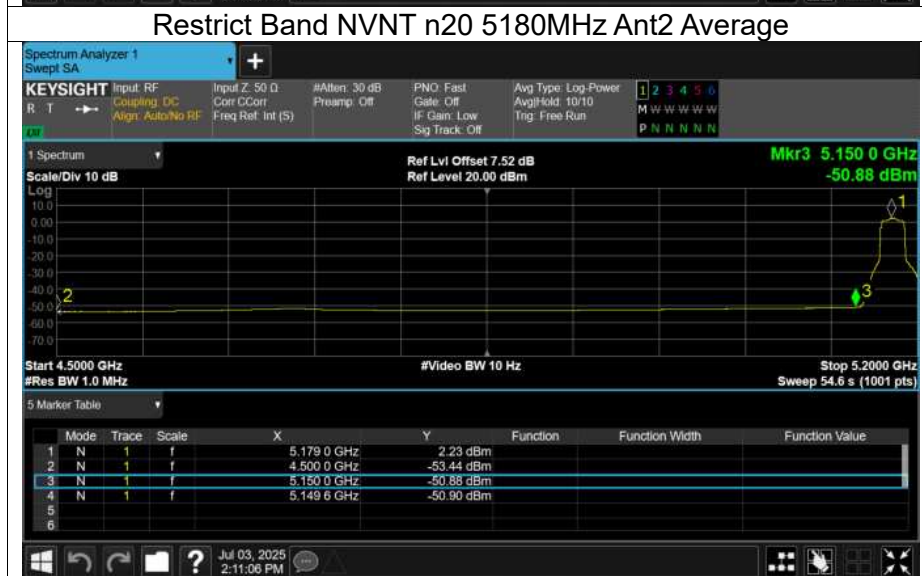 Restrict Band NVNT n20 5180MHz Ant2 Average
Spectrum Analyzer 1
Swept SA
+
KEYSIGHT Input: RF Input Z: 50 Ω #Atten: 30 dB PNO: Fast Avg Type: Log-Power 1 2 3 4 5 6
R T Coupling: DC Corr CCorr Preamp: Off Gate: Off Avg|Hold: 10/10 M W W W W W
Align: Auto/No RF Freq Ref: Int (S) IF Gain: Low Trig: Free Run
Sig Track: Off P N N N N N
1 Spectrum Ref Lvl Offset 7.52 dB Mkr3 5.150 0 GHz
Scale/Div 10 dB Ref Level 20.00 dBm -50.88 dBm
Log
10.0
0.00
-10.0
-20.0
-30.0
-40.0
-50.0
-60.0
-70.0
1
2
3
Start 4.5000 GHz #Video BW 10 Hz Stop 5.2000 GHz
#Res BW 1.0 MHz Sweep 54.6 s (1001 pts)
5 Marker Table
Mode Trace Scale X Y Function Function Width Function Value
1 N 1 f 5.179 0 GHz 2.23 dBm
2 N 1 f 4.500 0 GHz -53.44 dBm
3 N 1 f 5.150 0 GHz -50.88 dBm
4 N 1 f 5.149 6 GHz -50.90 dBm
5
6
? Jul 03, 2025
2:11:06 PM